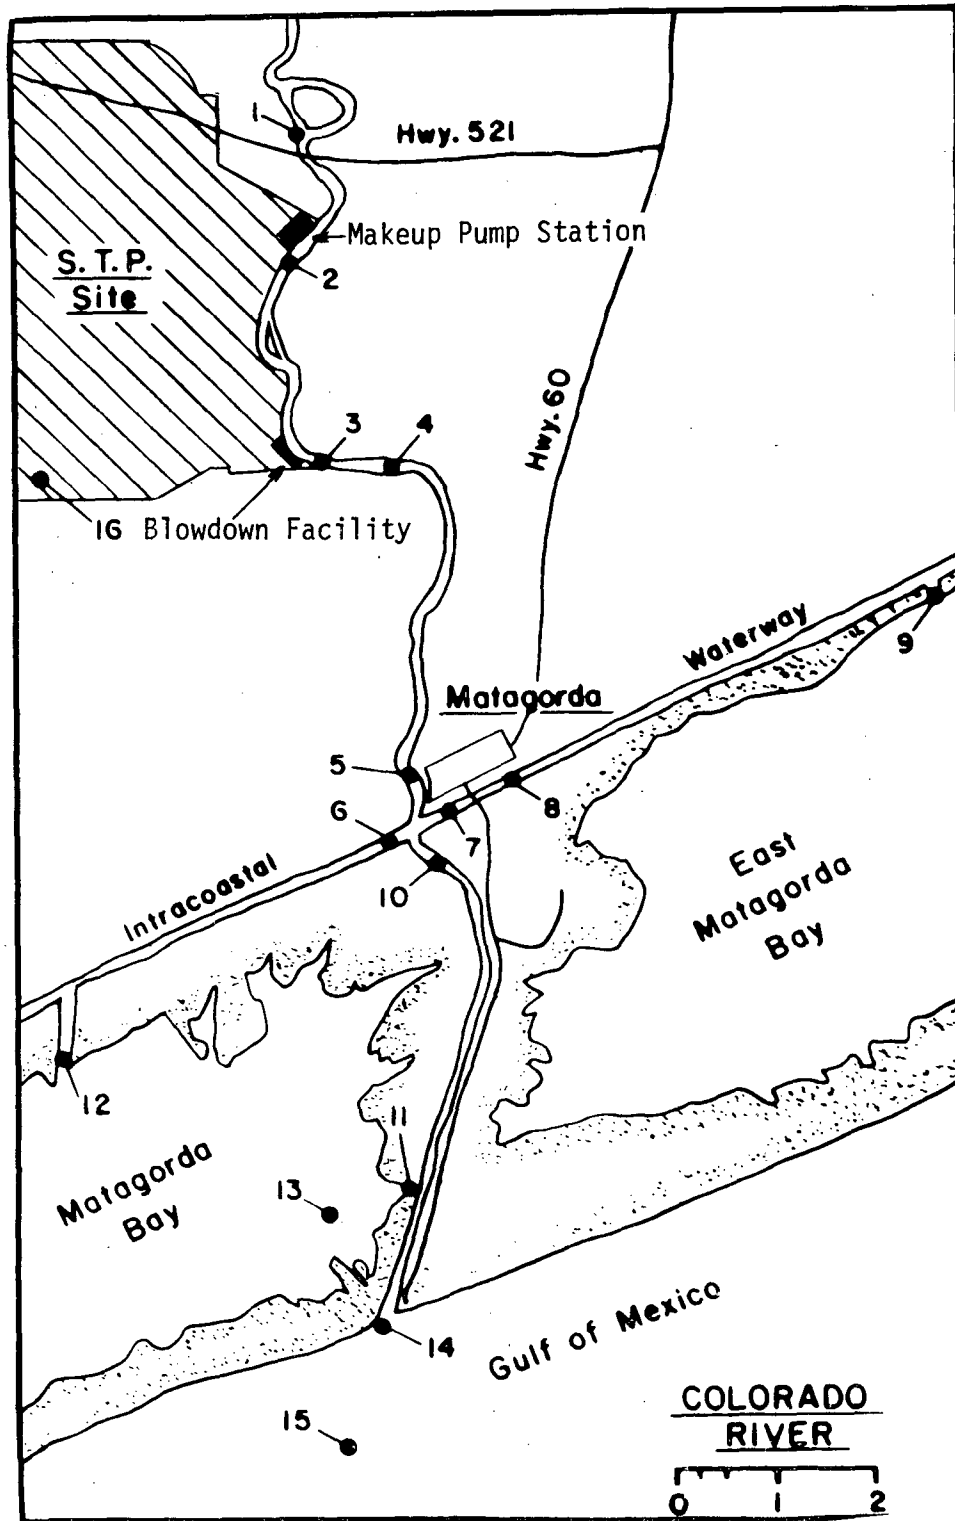 1
Hwy. 521
Makeup Pump Station
S. T. P.
Site
2
Hwy. 60
3
4
16 Blowdown Facility
Waterway
9
Matagorda
5
8
6
7
Intracoastal
10
East
Matagorda
Bay
12
11
Matagorda
Bay
13
Gulf of Mexico
14
15
COLORADO
RIVER
0 1 2